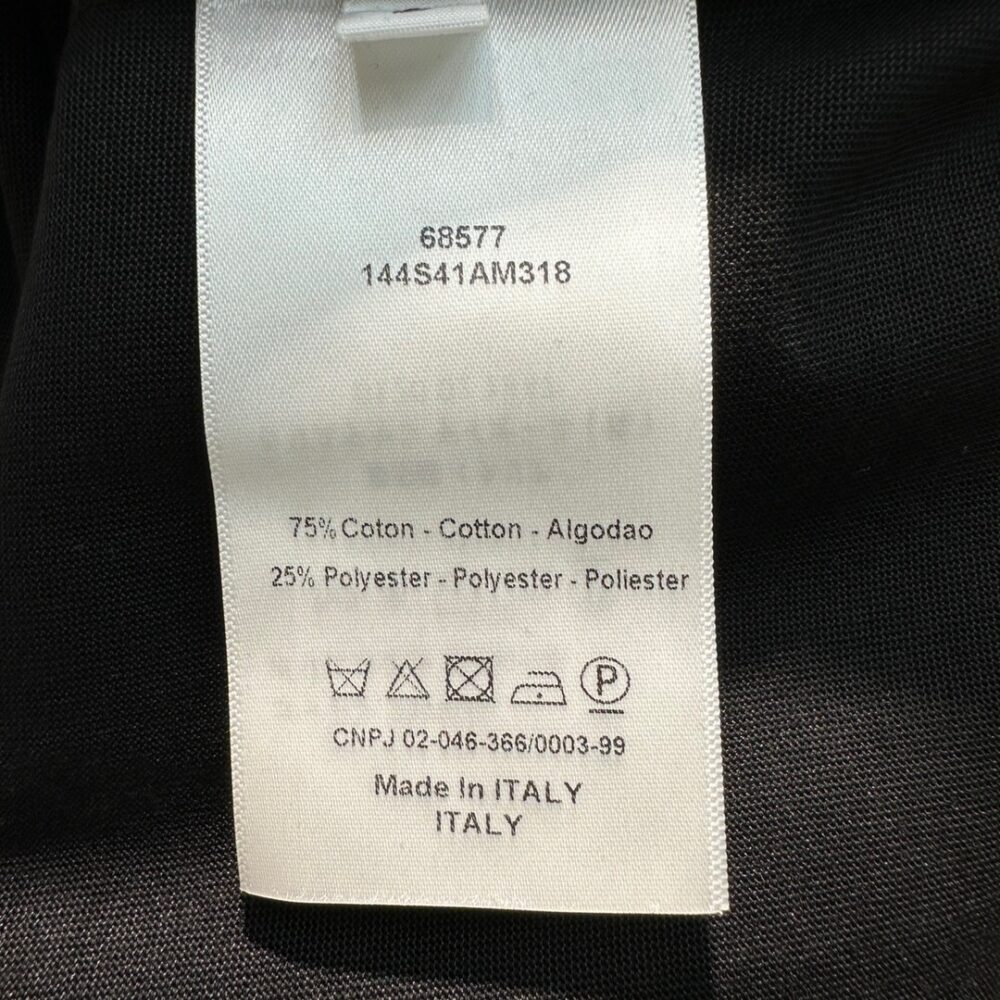 68577
144S41AM318
75% Coton - Cotton - Algodao
25% Polyester - Polyester - Poliester
P
CNPJ 02-046-366/0003-99
Made In ITALY
ITALY